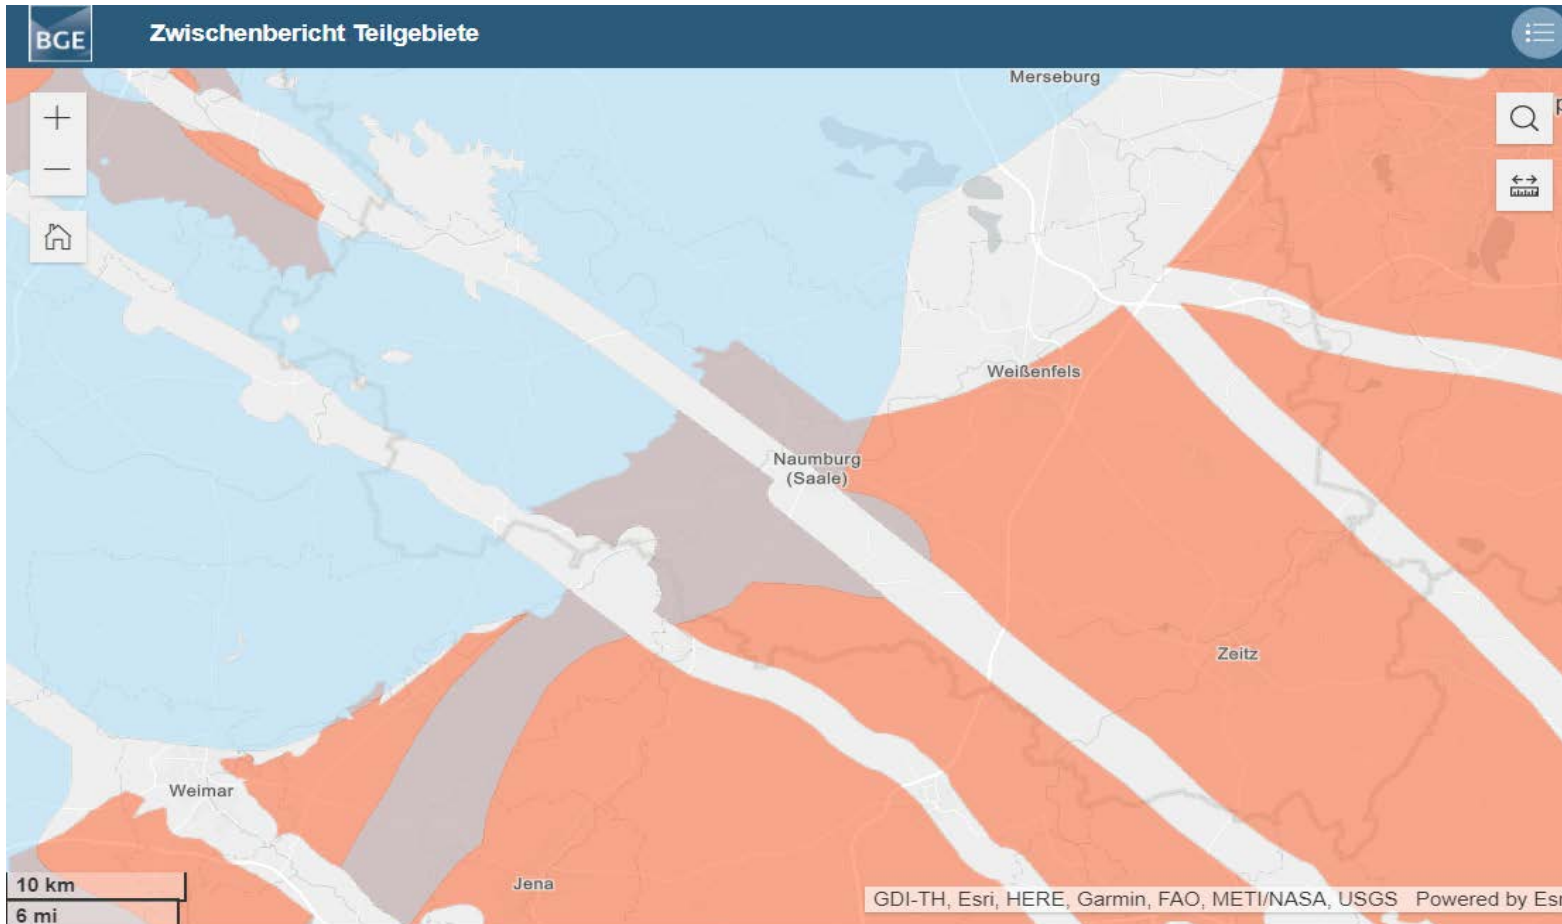 BGE
Zwischenbericht Teilgebiete
Merseburg
Weißenfels
Naumburg
(Saale)
Zeitz
Weimar
Jena
10 km
6 mi
GDI-TH, Esri, HERE, Garmin, FAO, METI/NASA, USGS Powered by Esri